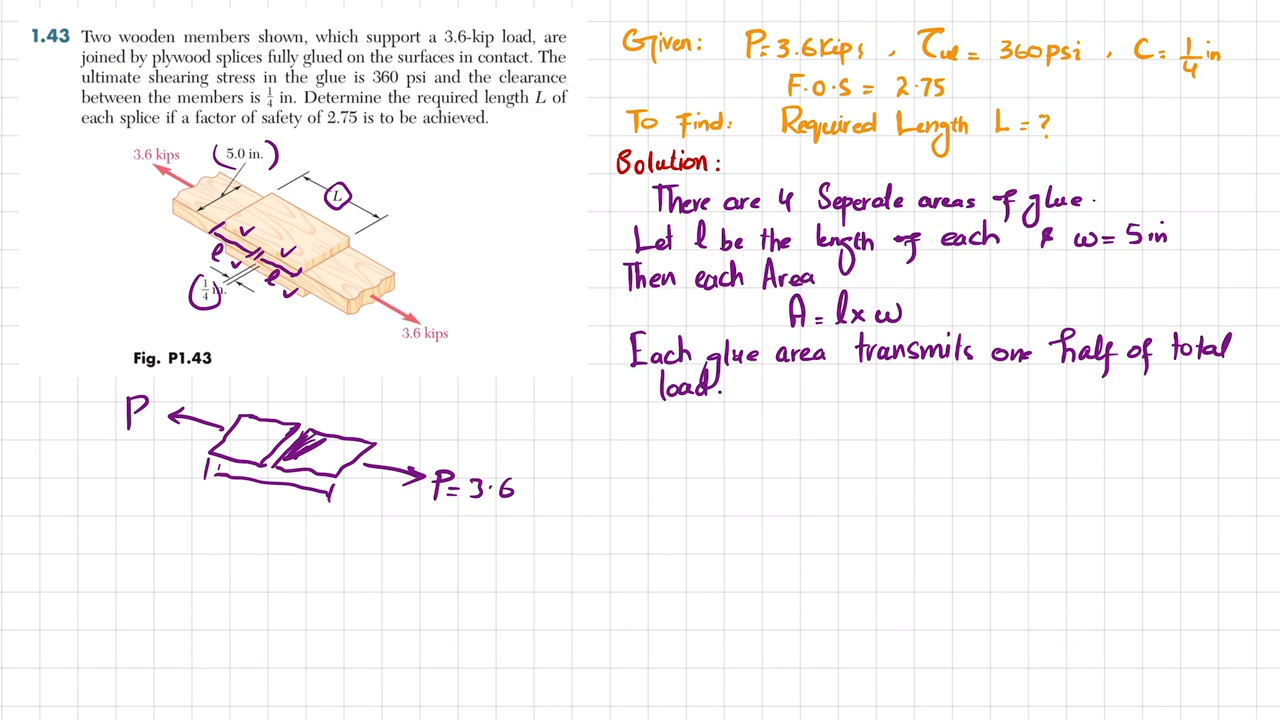 1.43 Two wooden members shown, which support a 3.6-kip load, are
joined by plywood splices fully glued on the surfaces in contact. The
ultimate shearing stress in the glue is 360 psi and the clearance
between the members is 1/4 in. Determine the required length L of
each splice if a factor of safety of 2.75 is to be achieved.
3.6 kips
(5.0 in.)
L
l
l
1/4 in.
3.6 kips
Fig. P1.43
P
P = 3.6
Given: P = 3.6 Kips , τ_ul = 360 psi , C = 1/4 in
F.O.S = 2.75
To Find: Required Length L = ?
Solution:
There are 4 Seperate areas of glue.
Let l be the length of each & w = 5 in
Then each Area
A = l × w
Each glue area transmits one half of total
load.